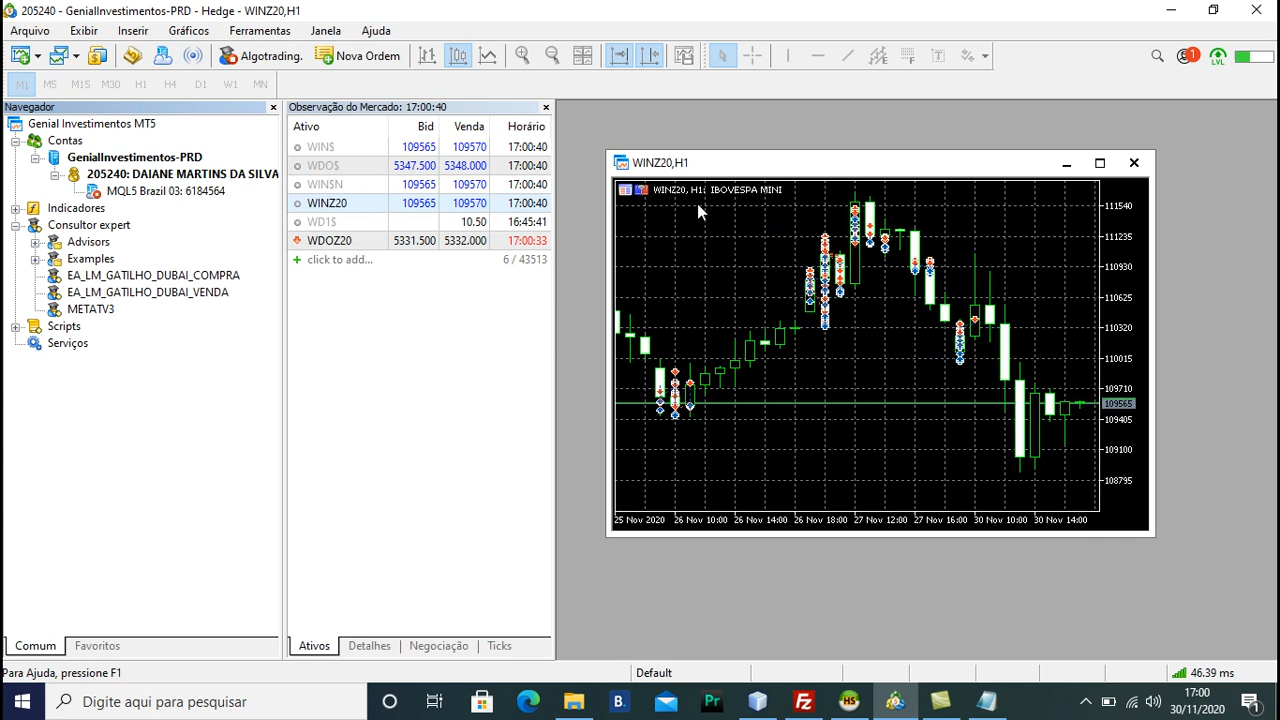 205240 - GenialInvestimentos-PRD - Hedge - WINZ20,H1
Arquivo Exibir Inserir Gráficos Ferramentas Janela Ajuda
Algotrading. Nova Ordem 1 LVL
M1 M5 M15 M30 H1 H4 D1 W1 MN
Navegador
Genial Investimentos MT5
Contas
GenialInvestimentos-PRD
205240: DAIANE MARTINS DA SILVA
MQL5 Brazil 03: 6184564
Indicadores
Consultor expert
Advisors
Examples
EA_LM_GATILHO_DUBAI_COMPRA
EA_LM_GATILHO_DUBAI_VENDA
METATV3
Scripts
Serviços
Comum Favoritos
Observação do Mercado: 17:00:40
Ativo Bid Venda Horário
WIN$ 109565 109570 17:00:40
WDO$ 5347.500 5348.000 17:00:40
WIN$N 109565 109570 17:00:40
WINZ20 109565 109570 17:00:40
WD1$ 10.50 16:45:41
WDOZ20 5331.500 5332.000 17:00:33
click to add... 6 / 43513
Ativos Detalhes Negociação Ticks
WINZ20,H1
WINZ20, H1: IBOVESPA MINI
111540
111235
110930
110625
110320
110015
109710
109565
109405
109100
108795
25 Nov 2020 26 Nov 10:00 26 Nov 14:00 26 Nov 18:00 27 Nov 12:00 27 Nov 16:00 30 Nov 10:00 30 Nov 14:00
Para Ajuda, pressione F1 Default 46.39 ms
Digite aqui para pesquisar
B. Pr Fz HS
17:00
30/11/2020
1